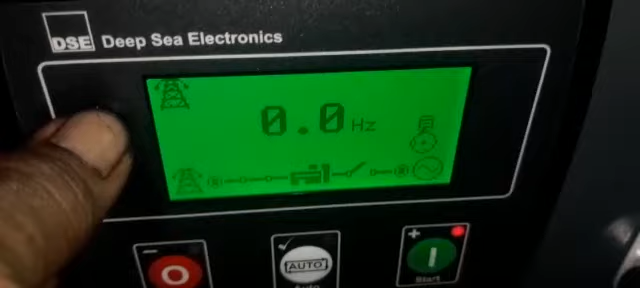 DSE Deep Sea Electronics
0.0 Hz
AUTO
Auto
Start